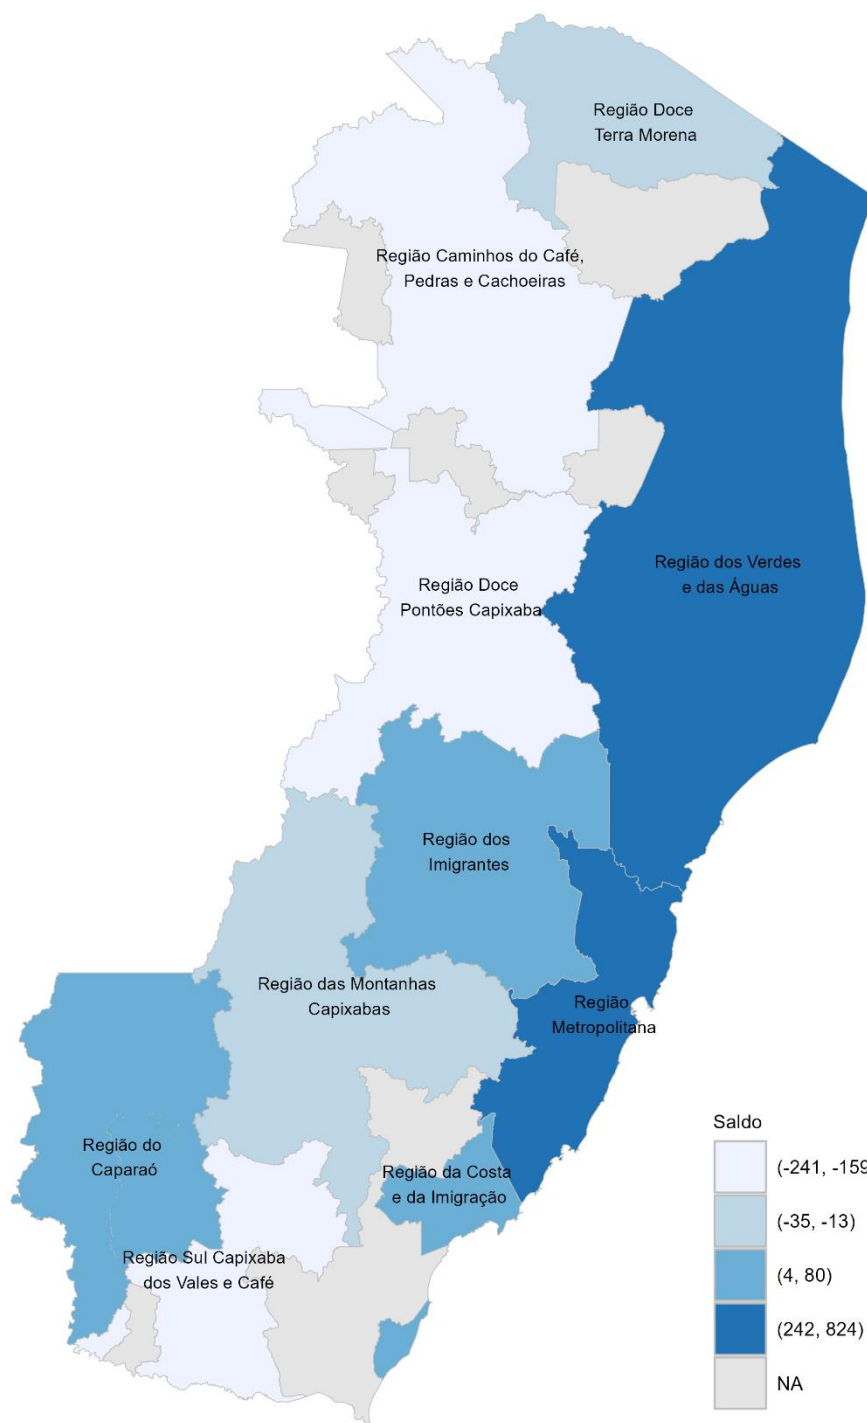 Região Doce
Terra Morena
Região Caminhos do Café,
Pedras e Cachoeiras
Região dos Verdes
e das Águas
Região Doce
Pontões Capixaba
Região dos
Imigrantes
Região das Montanhas
Capixabas
Região
Metropolitana
Região do
Caparaó
Região da Costa
e da Imigração
Região Sul Capixaba
dos Vales e Café
Saldo
(-241, -159
(-35, -13)
(4, 80)
(242, 824)
NA